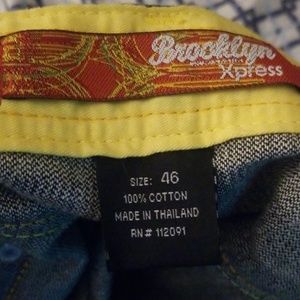 Brooklyn
Xpress
SIZE: 46
100% COTTON
MADE IN THAILAND
RN# 112091